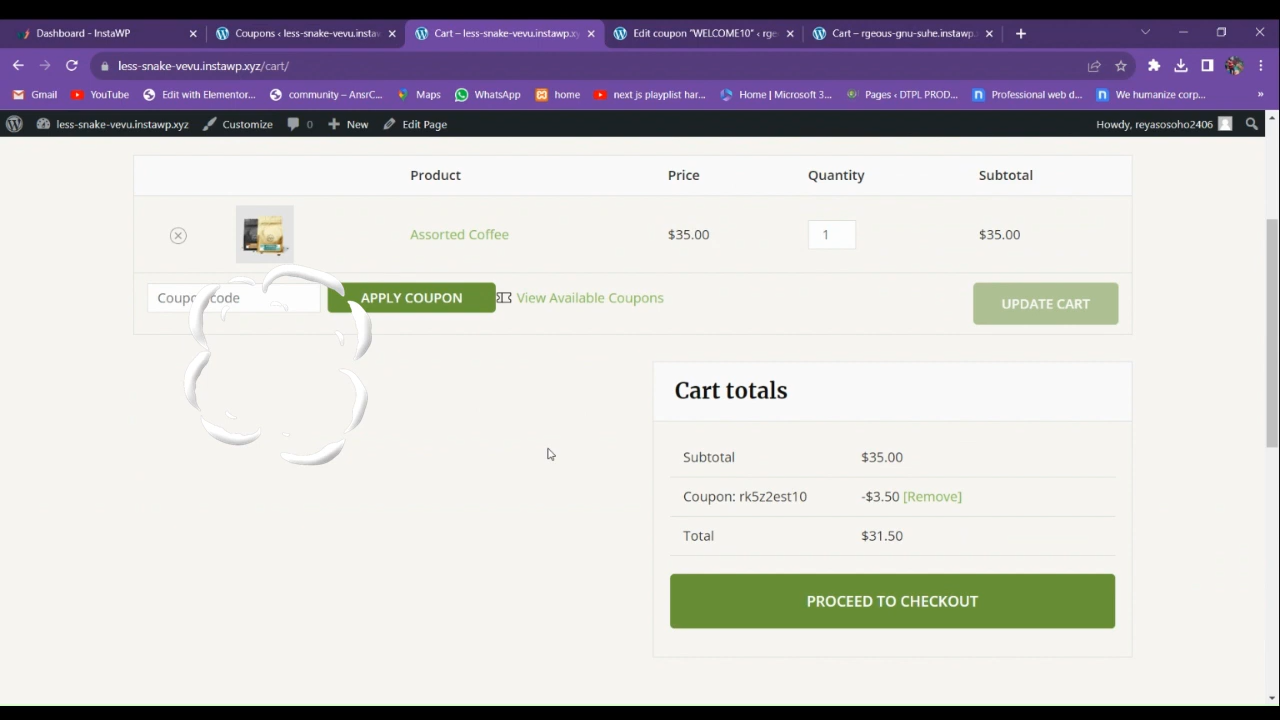 Dashboard - InstaWP
Coupons ‹ less-snake-vevu.instaw
Cart – less-snake-vevu.instawp.xy
Edit coupon "WELCOME10" ‹ rge
Cart – rgeous-gnu-suhe.instawp.
less-snake-vevu.instawp.xyz/cart/
Gmail YouTube Edit with Elementor... community – AnsrC... Maps WhatsApp home next js playplist har... Home | Microsoft 3... Pages ‹ DTPL PROD... Professional web d... We humanize corp... »
less-snake-vevu.instawp.xyz Customize 0 New Edit Page Howdy, reyasosoho2406
Product Price Quantity Subtotal
Assorted Coffee $35.00 1 $35.00
Coupon code APPLY COUPON View Available Coupons UPDATE CART
Cart totals
Subtotal $35.00
Coupon: rk5z2est10 -$3.50 [Remove]
Total $31.50
PROCEED TO CHECKOUT